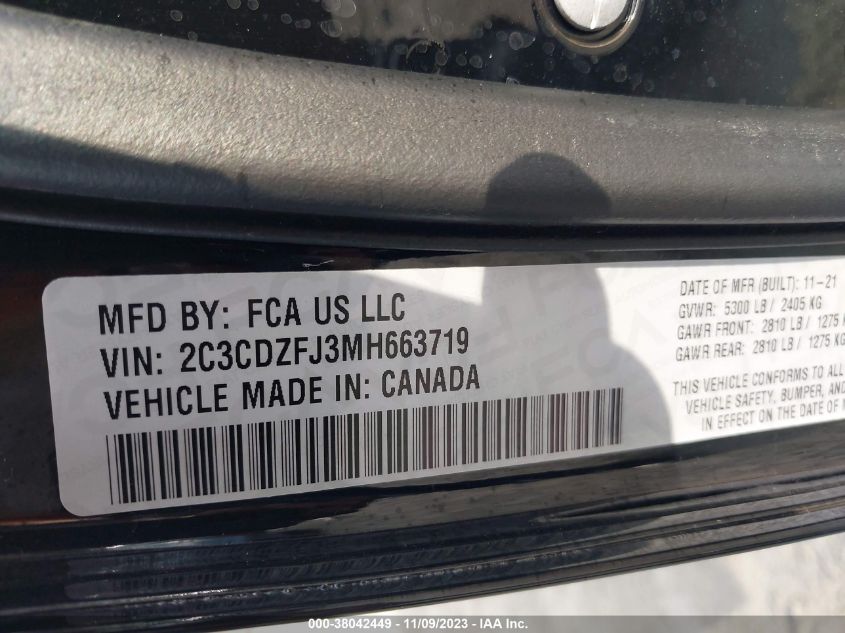 MFD BY: FCA US LLC
VIN: 2C3CDZFJ3MH663719
VEHICLE MADE IN: CANADA
DATE OF MFR (BUILT): 11-21
GVWR: 5300 LB / 2405 KG
GAWR FRONT: 2810 LB / 1275 K
GAWR REAR: 2810 LB / 1275 KG
THIS VEHICLE CONFORMS TO ALL
VEHICLE SAFETY, BUMPER, AND
IN EFFECT ON THE DATE OF
000-38042449 - 11/09/2023 - IAA Inc.